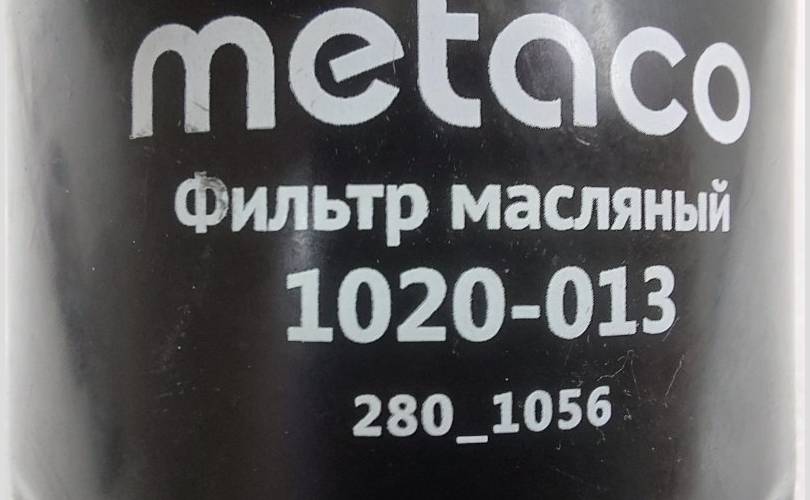 metaco
Фильтр масляный
1020-013
280_1056